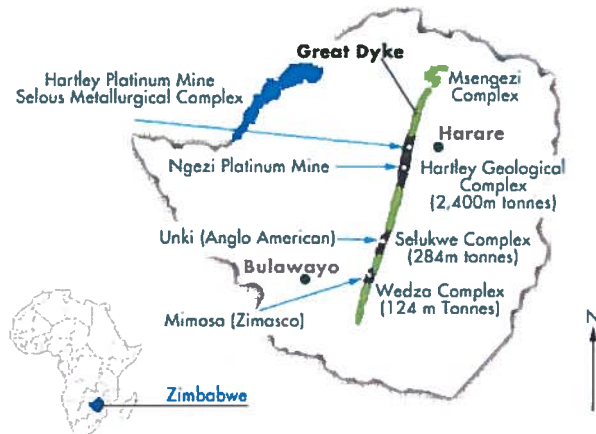 Great Dyke
Hartley Platinum Mine
Selous Metallurgical Complex
Msengezi
Complex
Harare
Ngezi Platinum Mine
Hartley Geological
Complex
(2,400m tonnes)
Unki (Anglo American)
Selukwe Complex
(284m tonnes)
Bulawayo
Wedza Complex
(124 m Tonnes)
Mimosa (Zimasco)
N
Zimbabwe